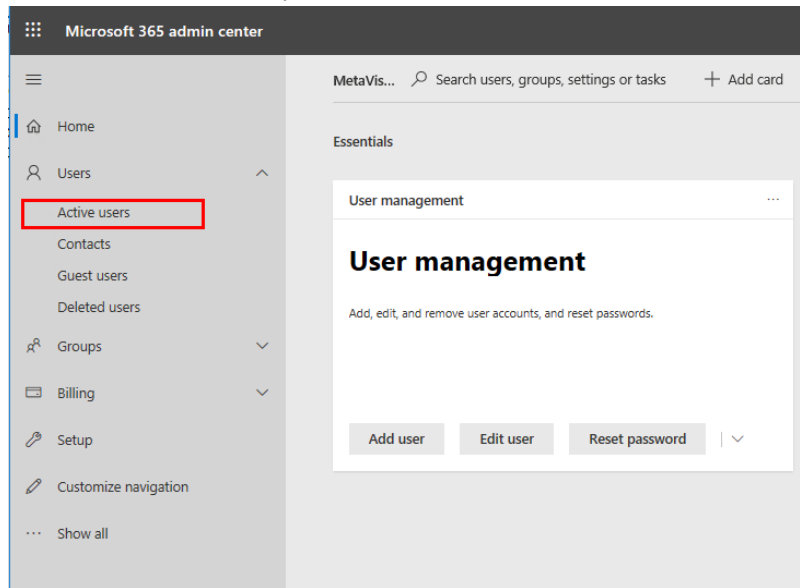 Microsoft 365 admin center
MetaVis... Search users, groups, settings or tasks + Add card
Home
Users
Active users
Contacts
Guest users
Deleted users
Groups
Billing
Setup
Customize navigation
Show all
Essentials
User management
User management
Add, edit, and remove user accounts, and reset passwords.
Add user Edit user Reset password